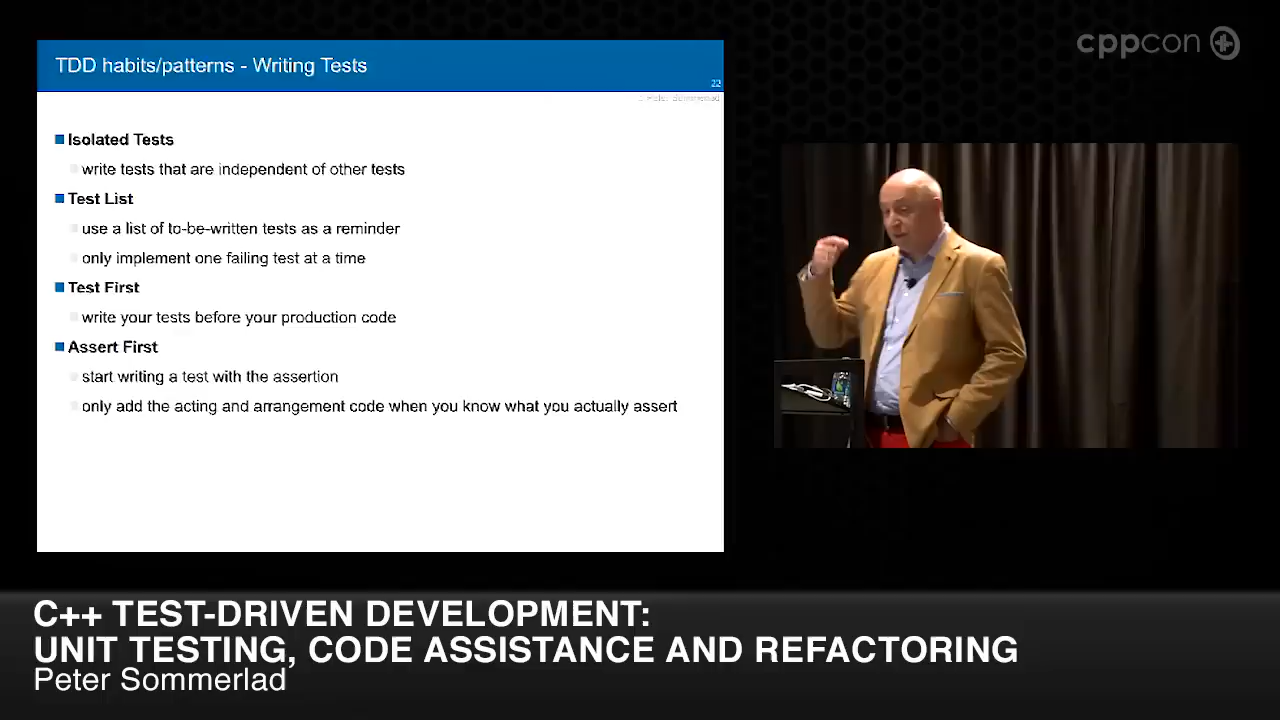 cppcon
TDD habits/patterns - Writing Tests
22
Isolated Tests
write tests that are independent of other tests
Test List
use a list of to-be-written tests as a reminder
only implement one failing test at a time
Test First
write your tests before your production code
Assert First
start writing a test with the assertion
only add the acting and arrangement code when you know what you actually assert
C++ TEST-DRIVEN DEVELOPMENT:
UNIT TESTING, CODE ASSISTANCE AND REFACTORING
Peter Sommerlad